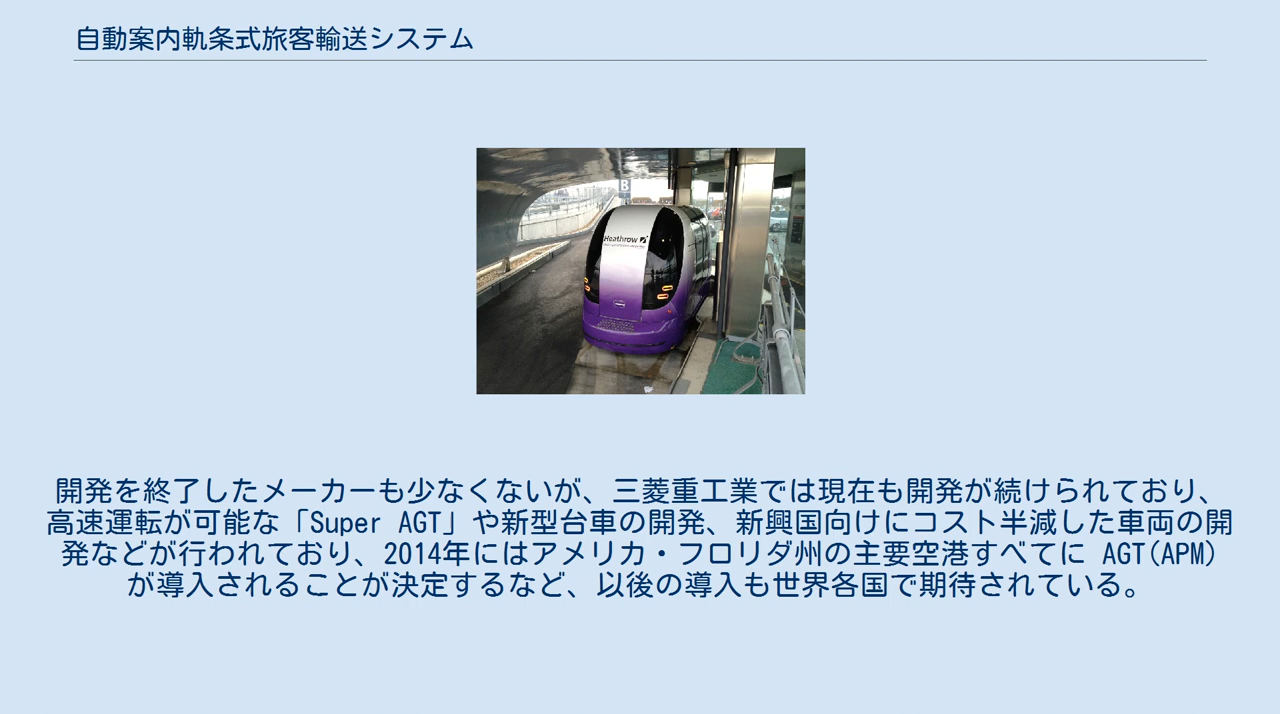 自動案内軌条式旅客輸送システム
B
Heathrow
開発を終了したメーカーも少なくないが、三菱重工業では現在も開発が続けられており、
高速運転が可能な「Super AGT」や新型台車の開発、新興国向けにコスト半減した車両の開
発などが行われており、2014年にはアメリカ・フロリダ州の主要空港すべてに AGT(APM)
が導入されることが決定するなど、以後の導入も世界各国で期待されている。